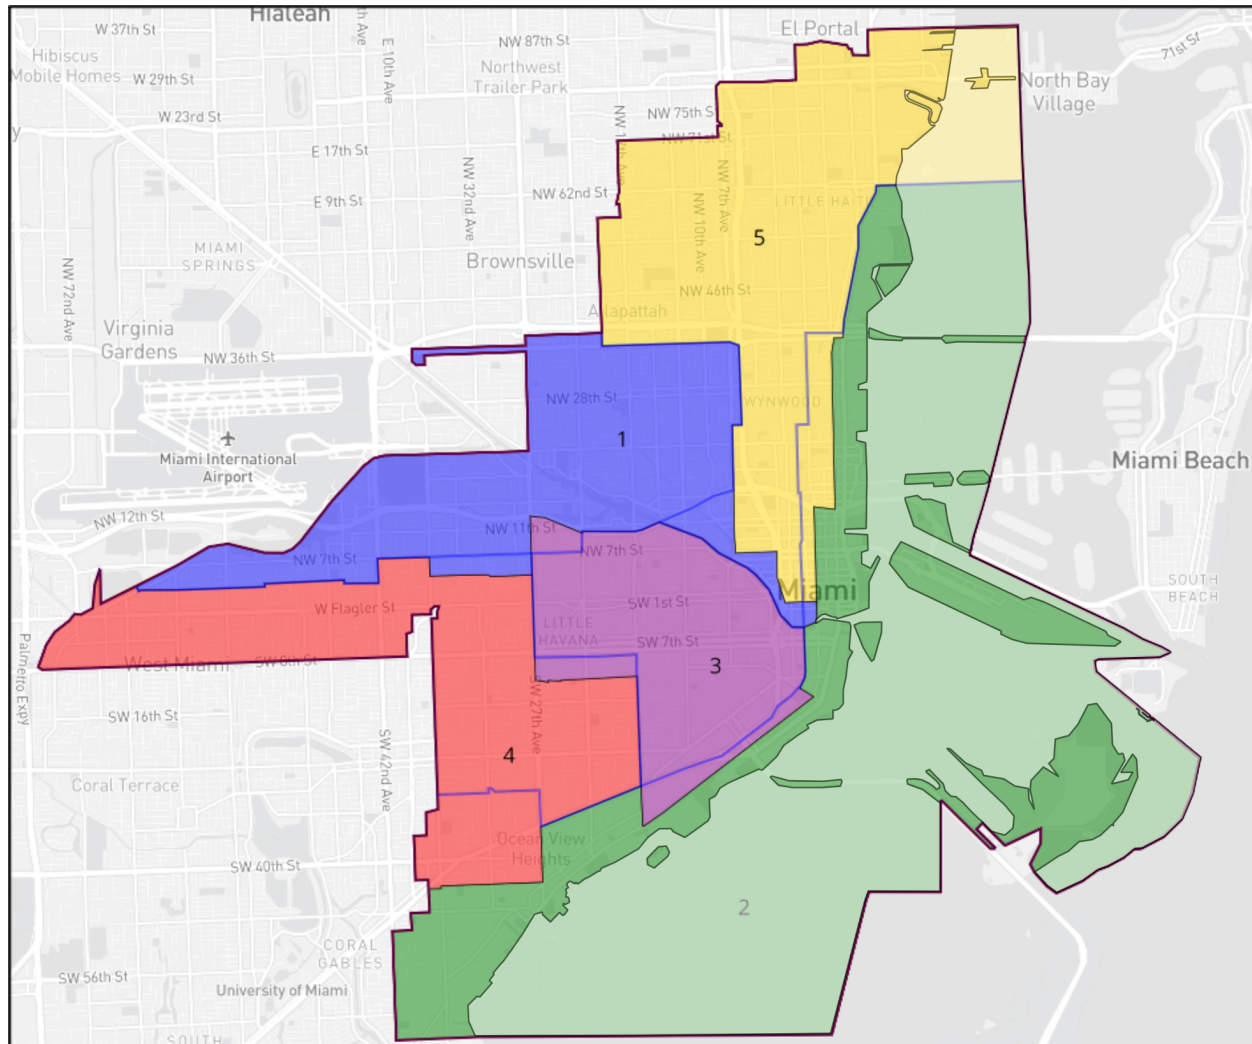 Hialeah
W 37th St
E 10th Ave
NW 87th St
El Portal
71st St
Hibiscus
Mobile Homes
Northwest
Trailer Park
W 29th St
North Bay
Village
W 23rd St
NW 75th S
NW 71st St
E 17th St
NW 32nd Ave
NW 7th Ave
E 9th St
NW 62nd St
NW 10th Ave
LITTLE HAITI
MIAMI
SPRINGS
5
Brownsville
NW 72nd Ave
NW 46th St
Allapattah
Virginia
Gardens
NW 36th St
NW 28th St
WYNWOOD
1
Miami International
Airport
Miami Beach
NW 12th St
NW 11th St
NW 7th St
NW 7th St
Miami
SOUTH
BEACH
W Flagler St
SW 1st St
LITTLE
HAVANA
SW 7th St
West Miami
SW 8th St
3
Palmetto Expy
SW 16th St
SW 27th Ave
SW 42nd Ave
4
Coral Terrace
Ocean View
Heights
SW 40th St
2
CORAL
GABLES
SW 56th St
University of Miami
SOUTH